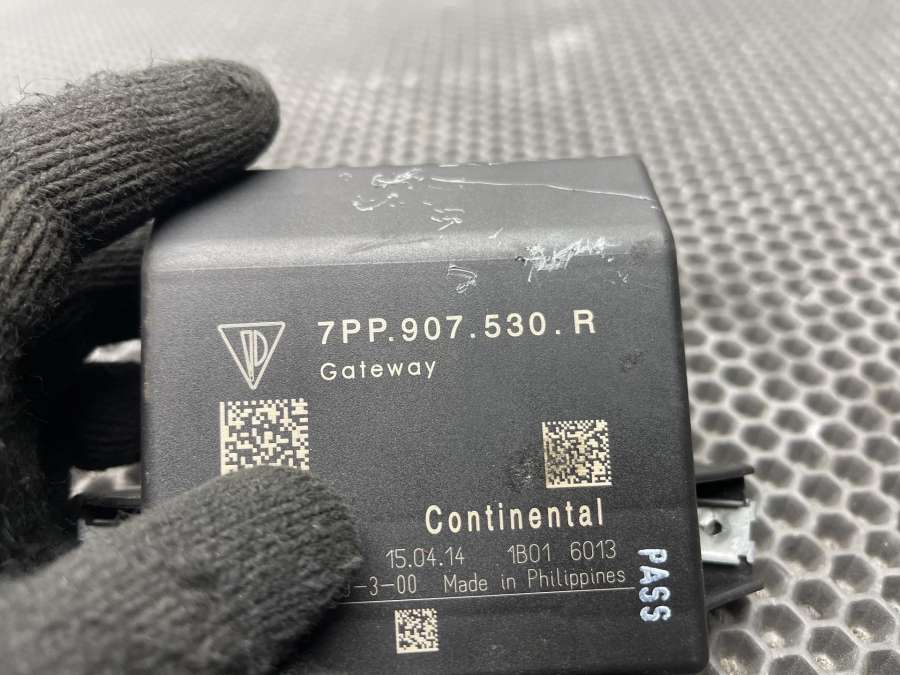 7PP.907.530.R
Gateway
Continental
15.04.14 1B01 6013
-3-00 Made in Philippines
PASS